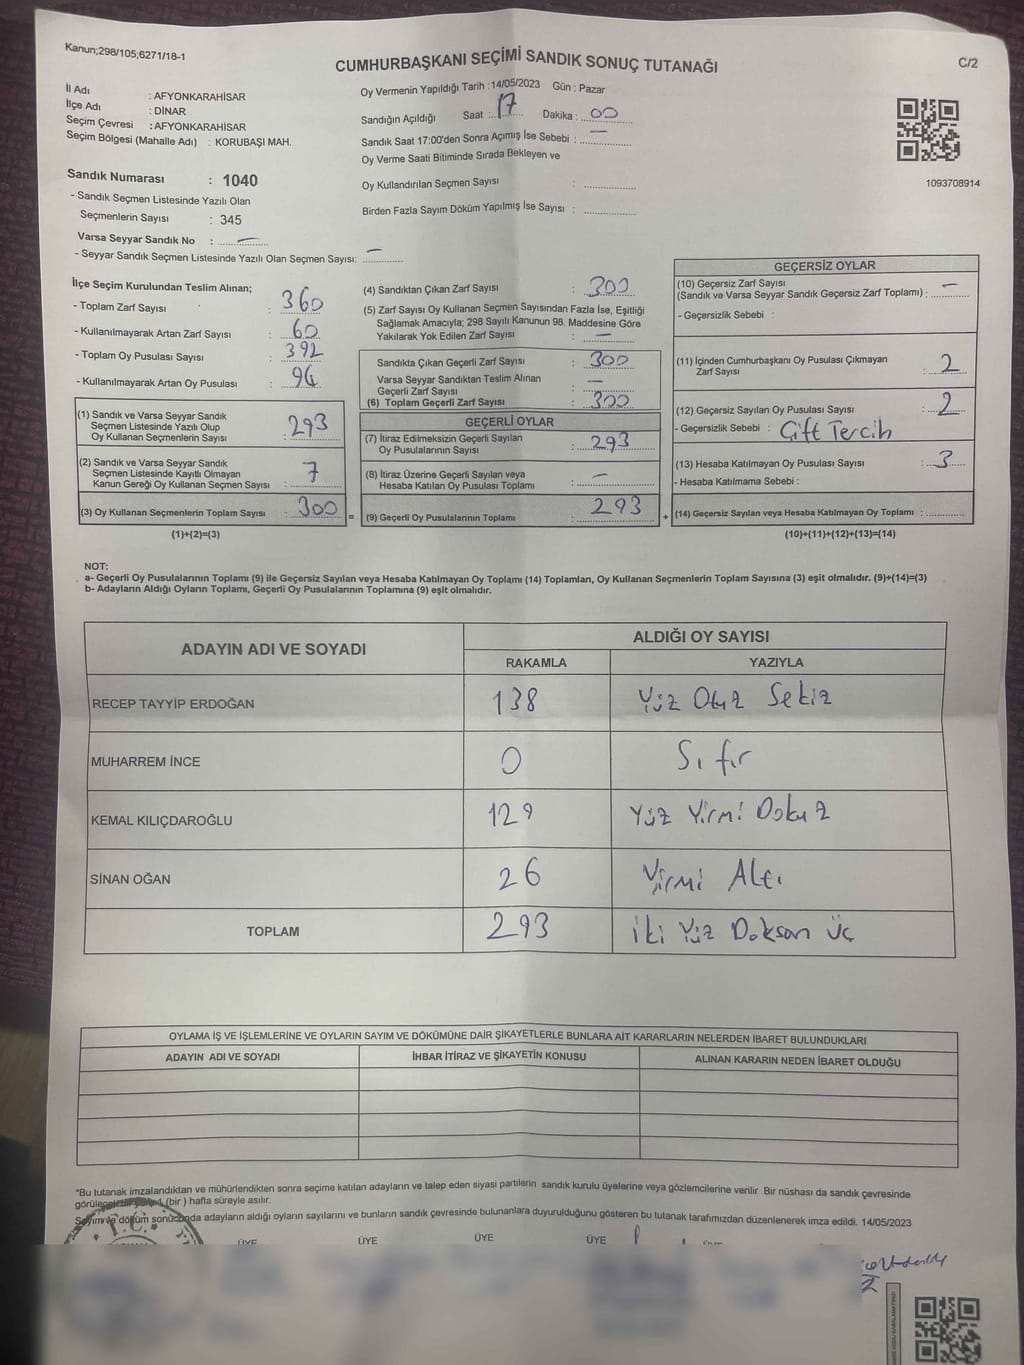 Kanun;298/105;6271/18-1
CUMHURBAŞKANI SEÇİMİ SANDIK SONUÇ TUTANAĞI
C/2
İl Adı : AFYONKARAHİSAR
İlçe Adı : DİNAR
Seçim Çevresi : AFYONKARAHİSAR
Seçim Bölgesi (Mahalle Adı) : KORUBAŞI MAH.
Sandık Numarası : 1040
- Sandık Seçmen Listesinde Yazılı Olan
Seçmenlerin Sayısı : 345
Varsa Seyyar Sandık No : —
- Seyyar Sandık Seçmen Listesinde Yazılı Olan Seçmen Sayısı: —
Oy Vermenin Yapıldığı Tarih :14/05/2023 Gün : Pazar
Sandığın Açıldığı Saat : 17 Dakika : 00
Sandık Saat 17:00'den Sonra Açımış İse Sebebi : —
Oy Verme Saati Bitiminde Sırada Bekleyen ve
Oy Kullandırılan Seçmen Sayısı :
Birden Fazla Sayım Döküm Yapılmış İse Sayısı :
1093708914
İlçe Seçim Kurulundan Teslim Alınan;
- Toplam Zarf Sayısı : 360
- Kullanılmayarak Artan Zarf Sayısı : 60
- Toplam Oy Pusulası Sayısı : 392
- Kullanılmayarak Artan Oy Pusulası : 94
(1) Sandık ve Varsa Seyyar Sandık
Seçmen Listesinde Yazılı Olup
Oy Kullanan Seçmenlerin Sayısı : 293
(2) Sandık ve Varsa Seyyar Sandık
Seçmen Listesinde Kayıtlı Olmayan
Kanun Gereği Oy Kullanan Seçmen Sayısı : 7
(3) Oy Kullanan Seçmenlerin Toplam Sayısı : 300
(1)+(2)=(3)
(4) Sandıktan Çıkan Zarf Sayısı : 300
(5) Zarf Sayısı Oy Kullanan Seçmen Sayısından Fazla İse, Eşitliği
Sağlamak Amacıyla; 298 Sayılı Kanunun 98. Maddesine Göre
Yakılarak Yok Edilen Zarf Sayısı : —
Sandıkta Çıkan Geçerli Zarf Sayısı : 300
Varsa Seyyar Sandıktan Teslim Alınan
Geçerli Zarf Sayısı : —
(6) Toplam Geçerli Zarf Sayısı : 300
=
GEÇERLİ OYLAR
(7) İtiraz Edilmeksizin Geçerli Sayılan
Oy Pusulalarının Sayısı : 293
(8) İtiraz Üzerine Geçerli Sayılan veya
Hesaba Katılan Oy Pusulası Toplamı : —
(9) Geçerli Oy Pusulalarının Toplamı : 293
+
GEÇERSİZ OYLAR
(10) Geçersiz Zarf Sayısı
(Sandık ve Varsa Seyyar Sandık Geçersiz Zarf Toplamı) : —
- Geçersizlik Sebebi :
(11) İçinden Cumhurbaşkanı Oy Pusulası Çıkmayan
Zarf Sayısı : 2
(12) Geçersiz Sayılan Oy Pusulası Sayısı : 2
- Geçersizlik Sebebi : Çift Tercih
(13) Hesaba Katılmayan Oy Pusulası Sayısı : 3
- Hesaba Katılmama Sebebi :
(14) Geçersiz Sayılan veya Hesaba Katılmayan Oy Toplamı :
(10)+(11)+(12)+(13)=(14)
NOT:
a- Geçerli Oy Pusulalarının Toplamı (9) ile Geçersiz Sayılan veya Hesaba Katılmayan Oy Toplamı (14) Toplamları, Oy Kullanan Seçmenlerin Toplam Sayısına (3) eşit olmalıdır. (9)+(14)=(3)
b- Adayların Aldığı Oyların Toplamı, Geçerli Oy Pusulalarının Toplamına (9) eşit olmalıdır.
ADAYIN ADI VE SOYADI
ALDIĞI OY SAYISI
RAKAMLA YAZIYLA
RECEP TAYYİP ERDOĞAN 138 Yüz Otuz Sekiz
MUHARREM İNCE 0 Sıfır
KEMAL KILIÇDAROĞLU 129 Yüz Yirmi Dokuz
SİNAN OĞAN 26 Yirmi Altı
TOPLAM 293 İki Yüz Doksan Üç
OYLAMA İŞ VE İŞLEMLERİNE VE OYLARIN SAYIM VE DÖKÜMÜNE DAİR ŞİKAYETLERLE BUNLARA AİT KARARLARIN NELERDEN İBARET BULUNDUKLARI
ADAYIN ADI VE SOYADI İHBAR İTİRAZ VE ŞİKAYETİN KONUSU ALINAN KARARIN NEDEN İBARET OLDUĞU
*Bu tutanak imzalandıktan ve mühürlendikten sonra seçime katılan adayların ve talep eden siyasi partilerin sandık kurulu üyelerine veya gözlemcilerine verilir .Bir nüshası da sandık çevresinde
(bir ) hafta süreyle asılır.
Sayım ve döküm sonucunda adayların aldığı oyların sayılarını ve bunların sandık çevresinde bulunanlara duyurulduğunu gösteren bu tutanak tarafımızdan düzenlenerek imza edildi. 14/05/2023
T.C.
ÜYE ÜYE ÜYE ÜYE